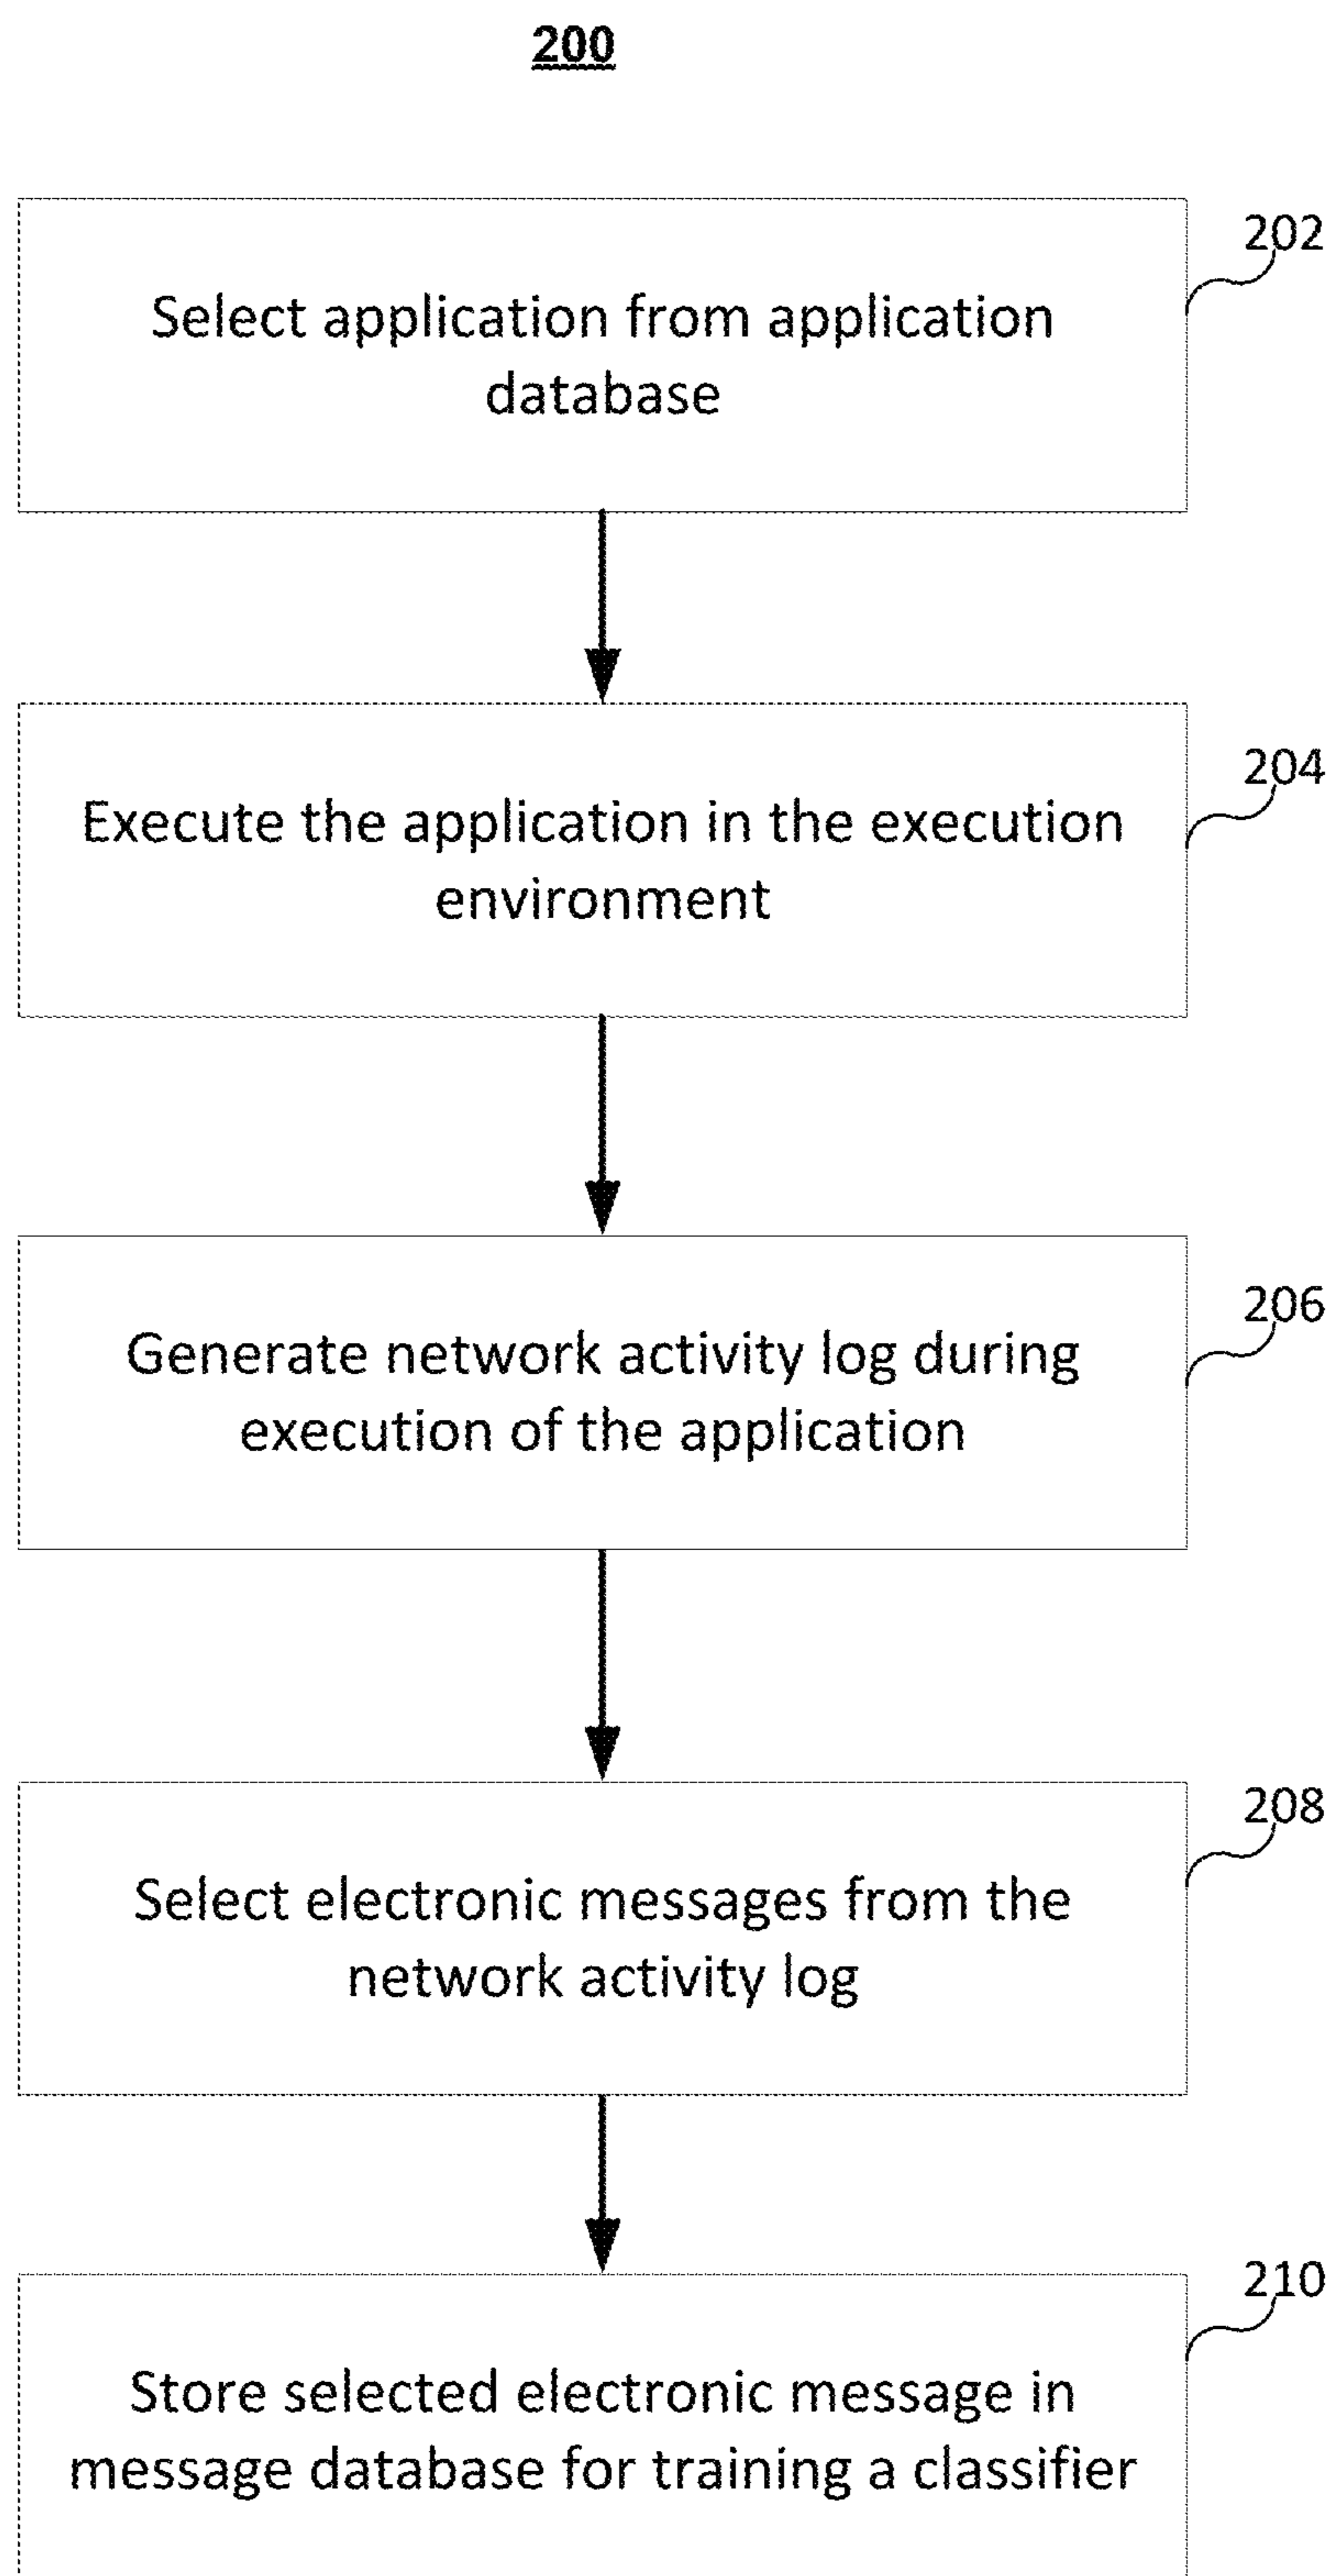 200
202
Select application from application
database
204
Execute the application in the execution
environment
206
Generate network activity log during
execution of the application
208
Select electronic messages from the
network activity log
210
Store selected electronic message in
message database for training a classifier